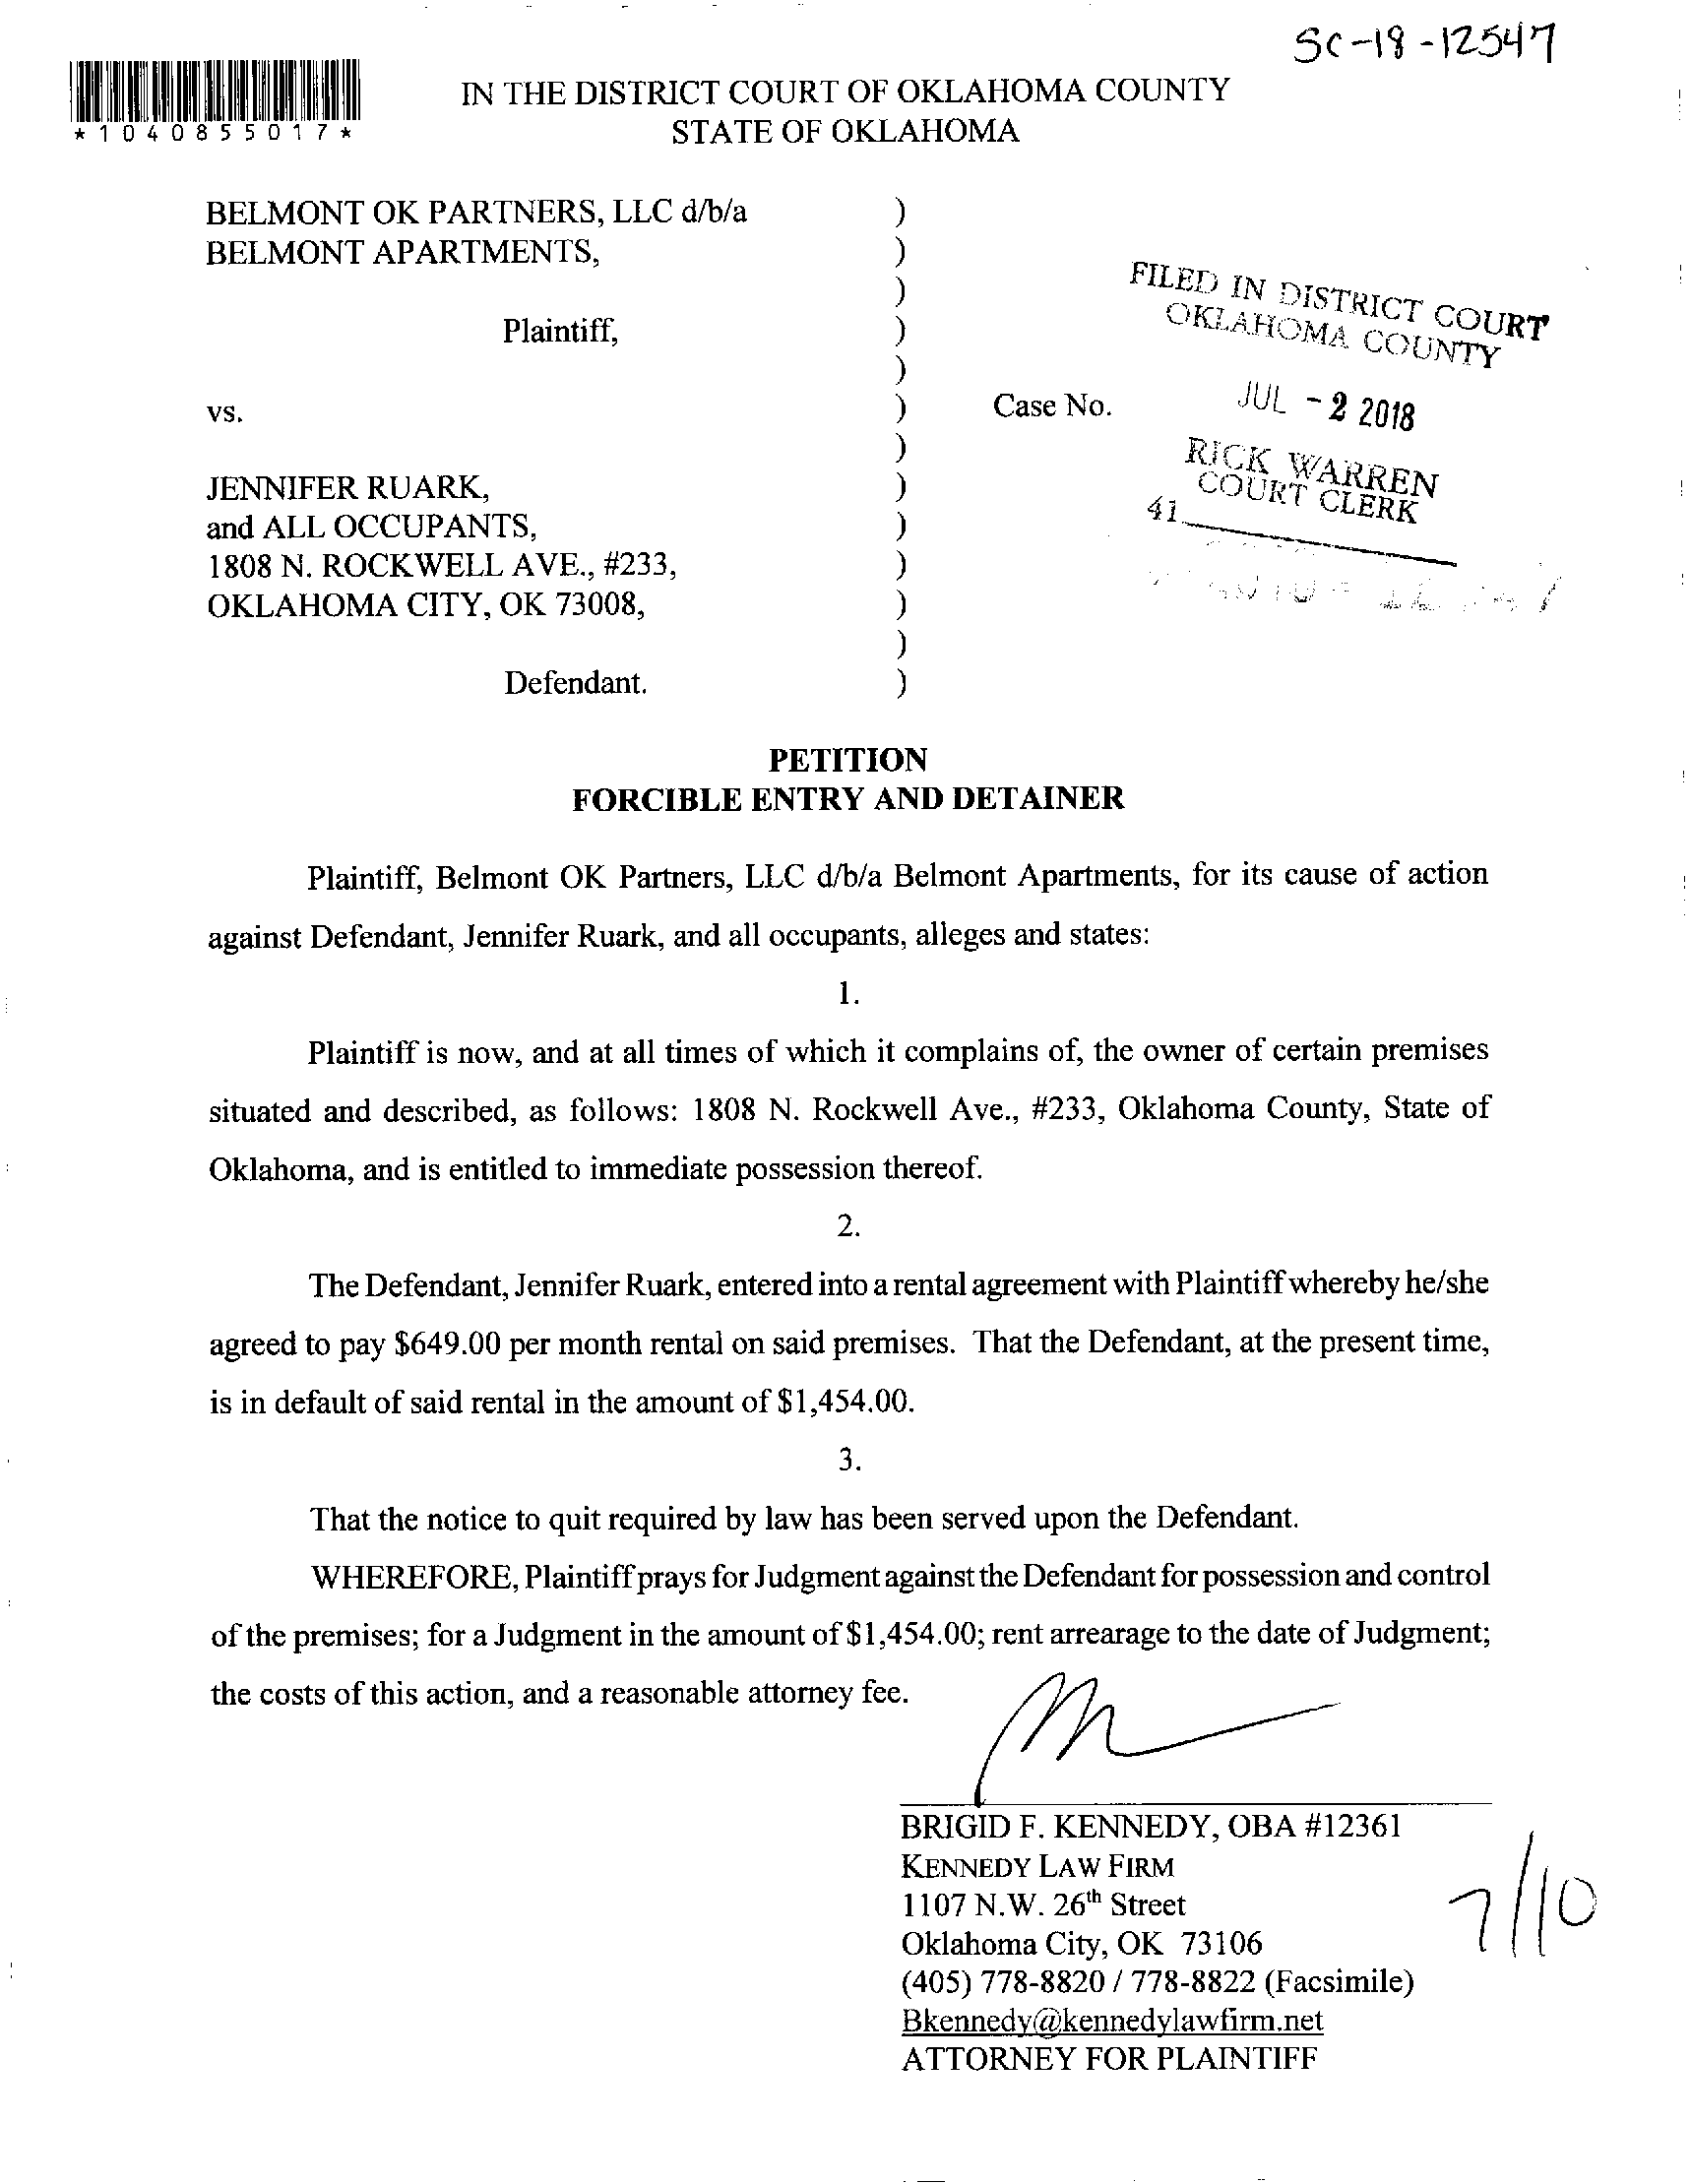 SC-18-12547
*1040855017*
IN THE DISTRICT COURT OF OKLAHOMA COUNTY
STATE OF OKLAHOMA
BELMONT OK PARTNERS, LLC d/b/a )
BELMONT APARTMENTS, )
)
Plaintiff, )
)
vs. ) Case No.
)
JENNIFER RUARK, )
and ALL OCCUPANTS, )
1808 N. ROCKWELL AVE., #233, )
OKLAHOMA CITY, OK 73008, )
)
Defendant. )
FILED IN DISTRICT COURT
OKLAHOMA COUNTY
JUL - 2 2018
RICK WARREN
COURT CLERK
41
PETITION
FORCIBLE ENTRY AND DETAINER
Plaintiff, Belmont OK Partners, LLC d/b/a Belmont Apartments, for its cause of action
against Defendant, Jennifer Ruark, and all occupants, alleges and states:
1.
Plaintiff is now, and at all times of which it complains of, the owner of certain premises
situated and described, as follows: 1808 N. Rockwell Ave., #233, Oklahoma County, State of
Oklahoma, and is entitled to immediate possession thereof.
2.
The Defendant, Jennifer Ruark, entered into a rental agreement with Plaintiff whereby he/she
agreed to pay $649.00 per month rental on said premises. That the Defendant, at the present time,
is in default of said rental in the amount of $1,454.00.
3.
That the notice to quit required by law has been served upon the Defendant.
WHEREFORE, Plaintiff prays for Judgment against the Defendant for possession and control
of the premises; for a Judgment in the amount of $1,454.00; rent arrearage to the date of Judgment;
the costs of this action, and a reasonable attorney fee.
BRIGID F. KENNEDY, OBA #12361
KENNEDY LAW FIRM
1107 N.W. 26th Street
Oklahoma City, OK 73106
(405) 778-8820 / 778-8822 (Facsimile)
Bkennedy@kennedylawfirm.net
ATTORNEY FOR PLAINTIFF
7/10